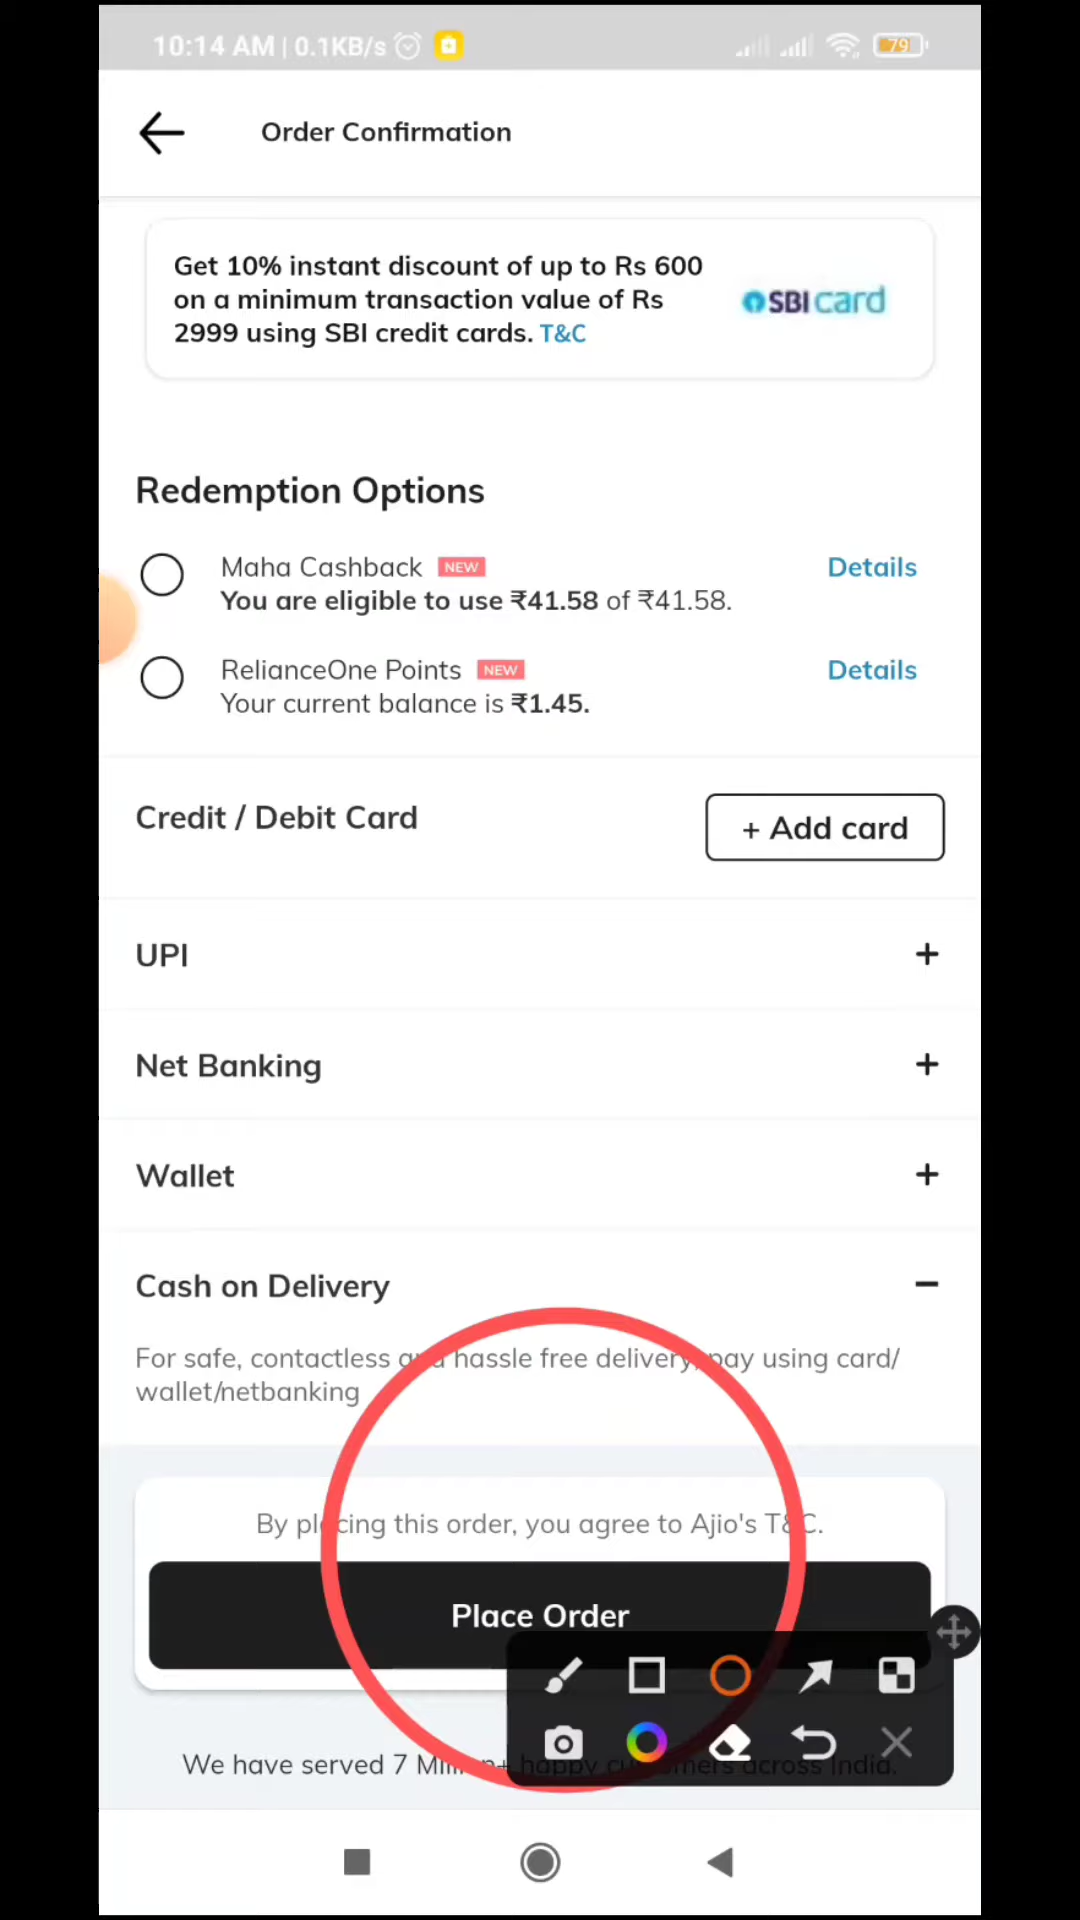 10:14 AM | 0.1KB/s
79
Order Confirmation
Get 10% instant discount of up to Rs 600
on a minimum transaction value of Rs
2999 using SBI credit cards. T&C
SBI card
Redemption Options
Maha Cashback NEW Details
You are eligible to use ₹41.58 of ₹41.58.
RelianceOne Points NEW Details
Your current balance is ₹1.45.
Credit / Debit Card + Add card
UPI +
Net Banking +
Wallet +
Cash on Delivery −
For safe, contactless and hassle free delivery, pay using card/
wallet/netbanking
By placing this order, you agree to Ajio's T&C.
Place Order
We have served 7 Million+ happy customers across India.